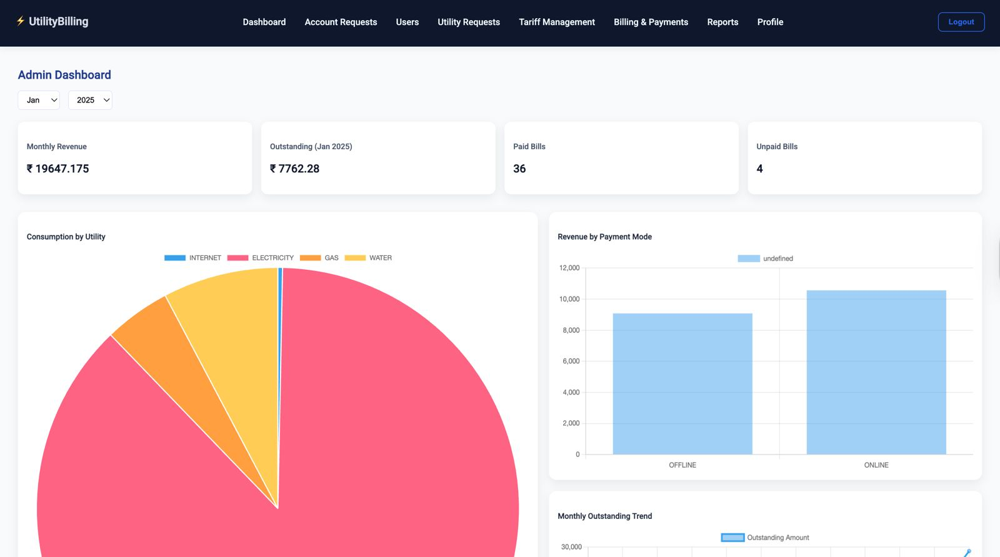 ⚡ UtilityBilling
Dashboard Account Requests Users Utility Requests Tariff Management Billing & Payments Reports Profile
Logout
Admin Dashboard
Jan 2025
Monthly Revenue
₹ 19647.175
Outstanding (Jan 2025)
₹ 7762.28
Paid Bills
36
Unpaid Bills
4
Consumption by Utility
INTERNET ELECTRICITY GAS WATER
Revenue by Payment Mode
undefined
12,000
10,000
8,000
6,000
4,000
2,000
0
OFFLINE ONLINE
Monthly Outstanding Trend
Outstanding Amount
30,000